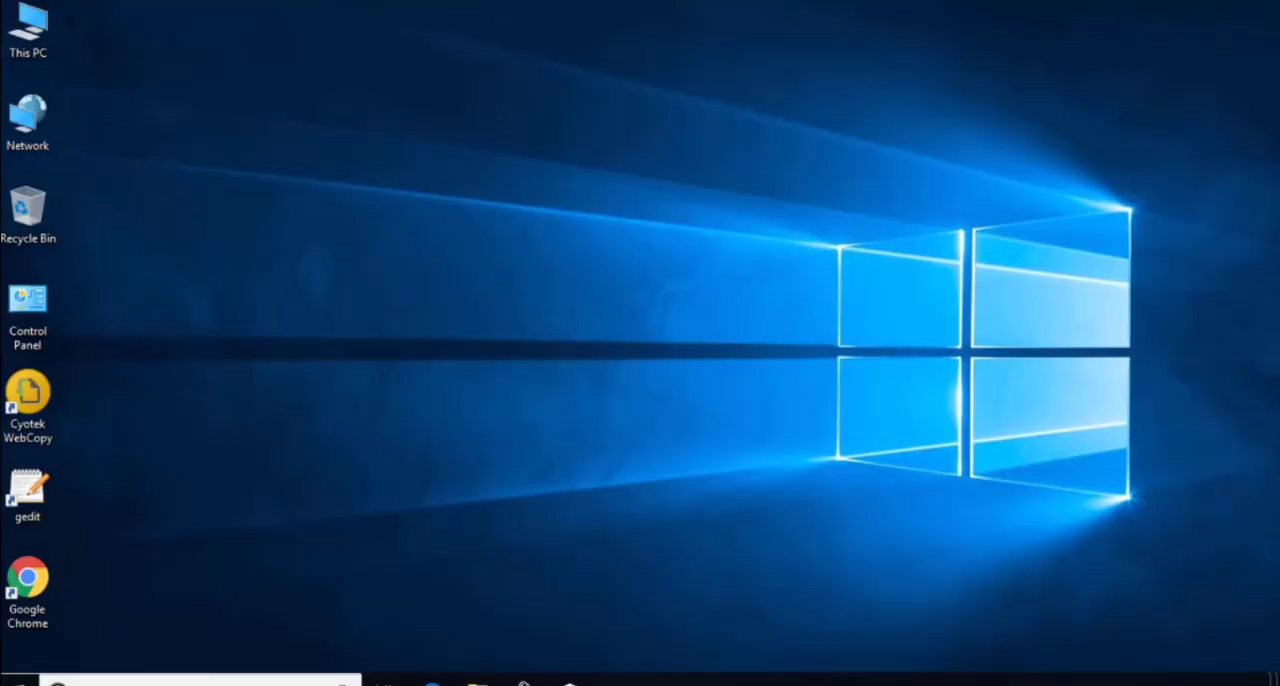 This PC
Network
Recycle Bin
Control
Panel
Cyotek
WebCopy
gedit
Google
Chrome